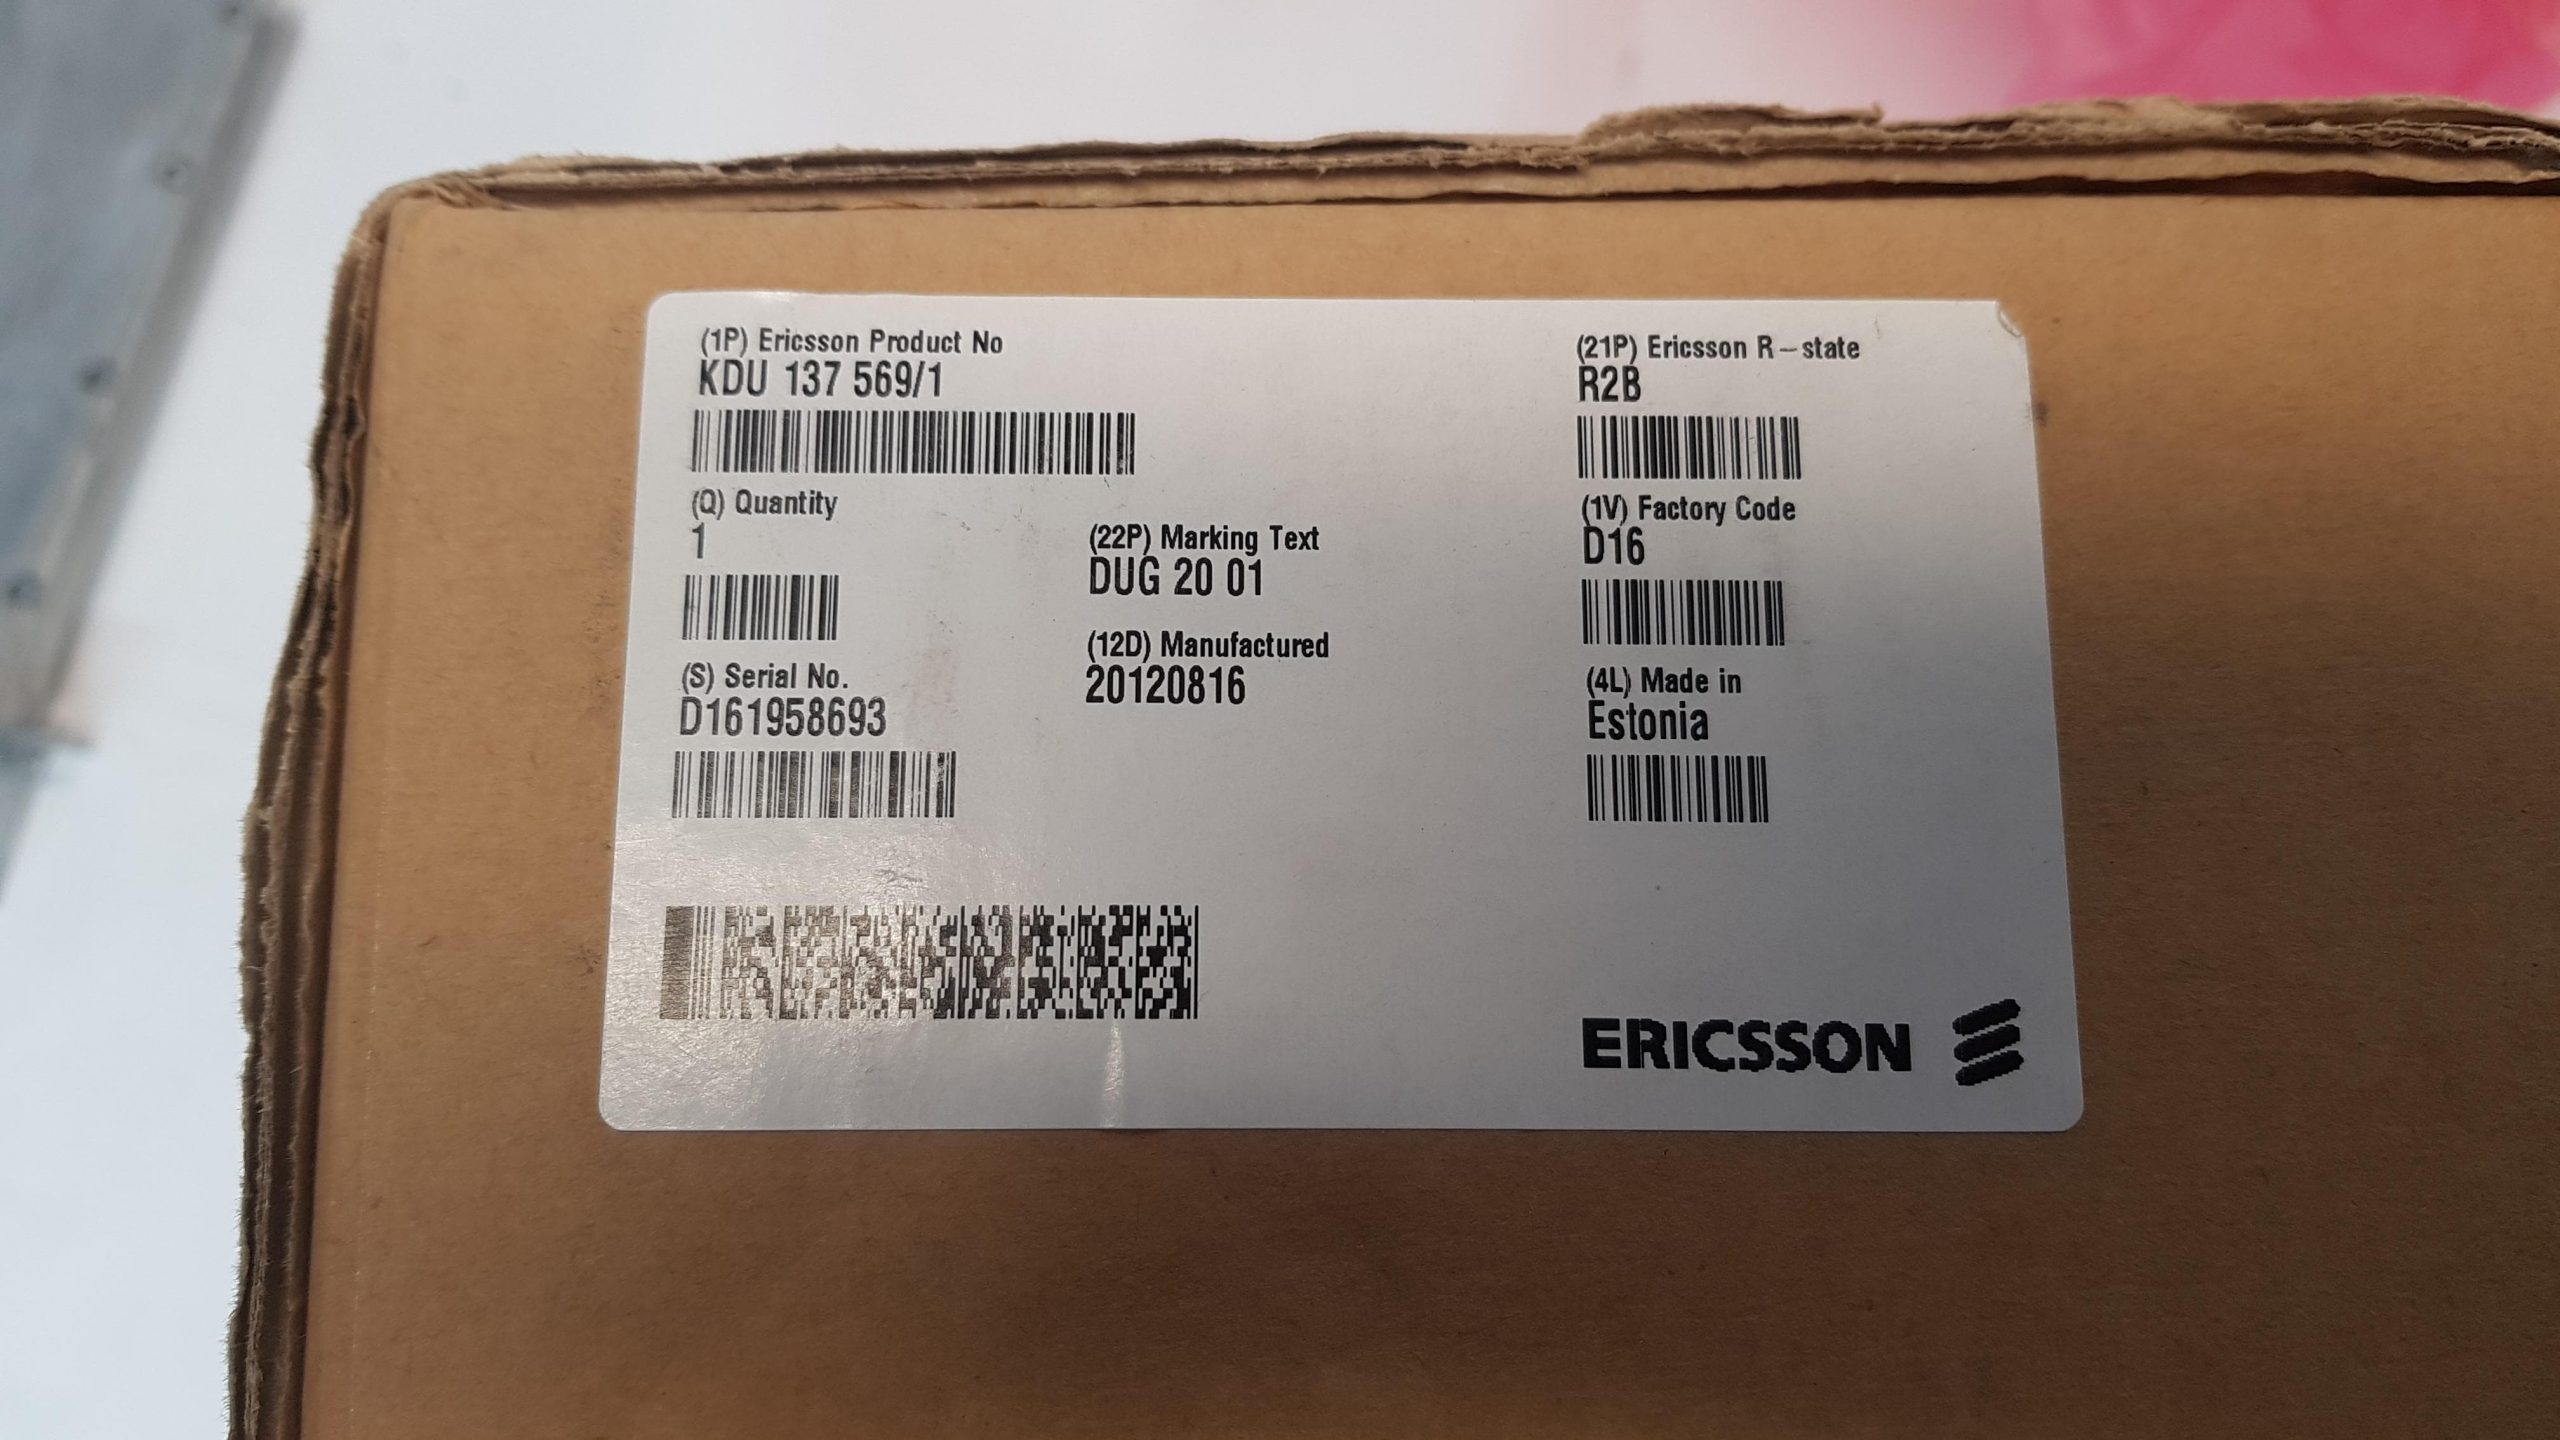 (1P) Ericsson Product No
KDU 137 569/1
(Q) Quantity
1
(S) Serial No.
D161958693
(22P) Marking Text
DUG 20 01
(12D) Manufactured
20120816
(21P) Ericsson R-state
R2B
(1V) Factory Code
D16
(4L) Made in
Estonia
ERICSSON